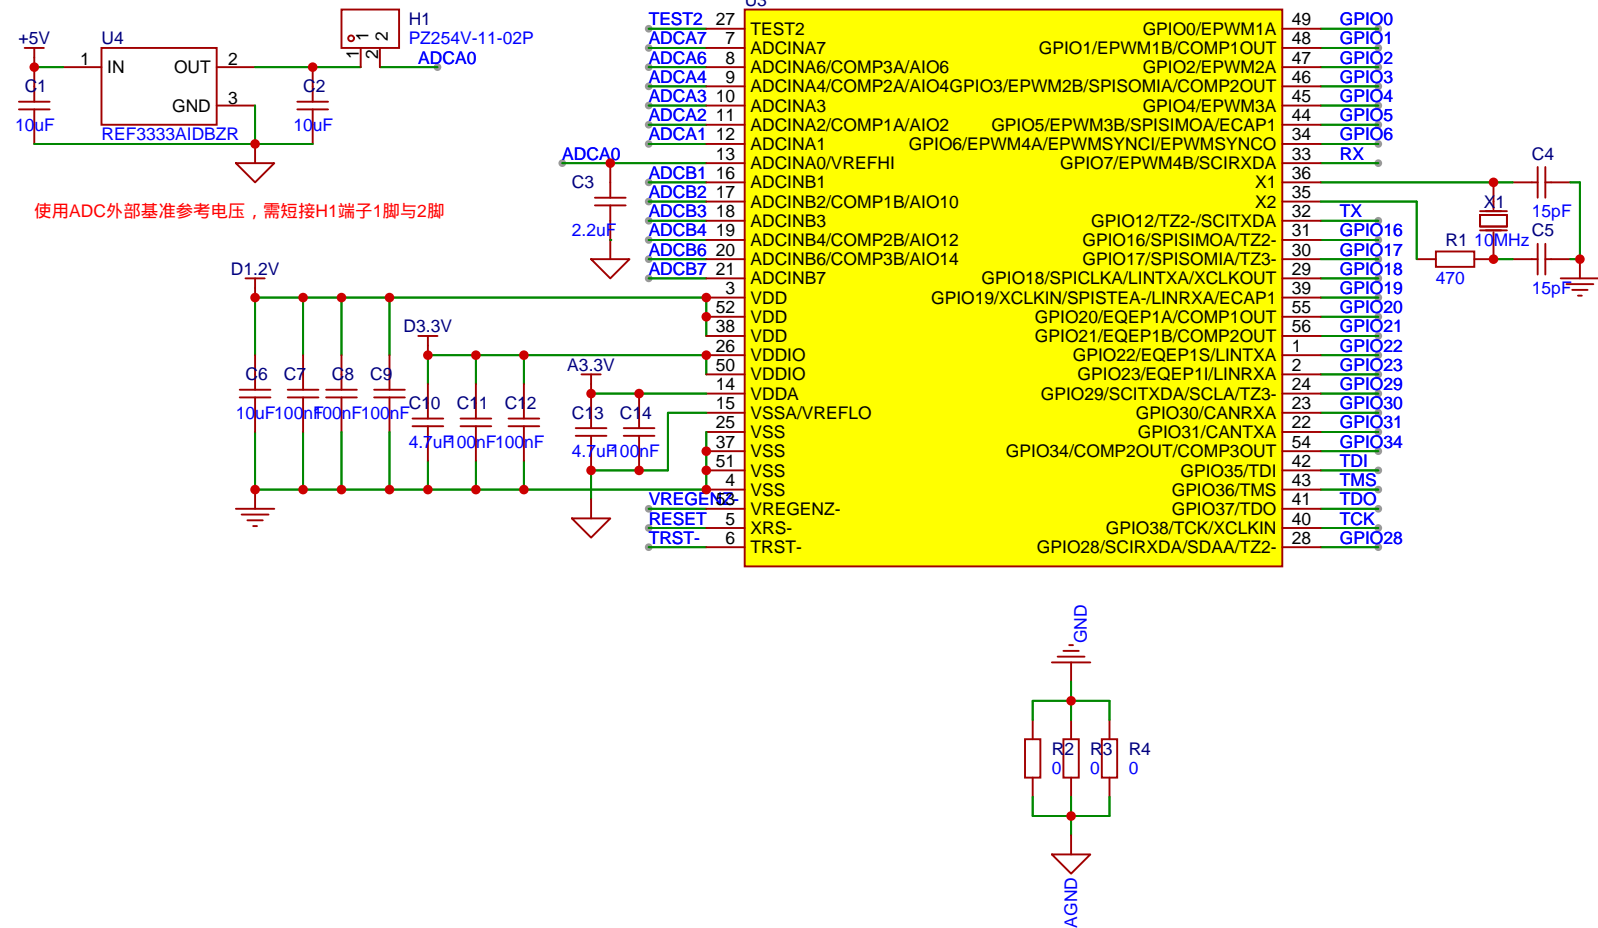 +5V
U4
1
IN
OUT
2
GND
3
REF3333AIDBZR
C1
10uF
C2
10uF
H1
PZ254V-11-02P
1
2
1
2
ADCA0
使用ADC外部基准参考电压，需短接H1端子1脚与2脚
ADCA0
C3
2.2uF
D1.2V
C6
10uF
C7
100nF
C8
100nF
C9
100nF
D3.3V
C10
4.7uF
C11
100nF
C12
100nF
A3.3V
C13
4.7uF
C14
100nF
U3
TEST2 27 TEST2
ADCA7 7 ADCINA7
ADCA6 8 ADCINA6/COMP3A/AIO6
ADCA4 9 ADCINA4/COMP2A/AIO4
ADCA3 10 ADCINA3
ADCA2 11 ADCINA2/COMP1A/AIO2
ADCA1 12 ADCINA1
13 ADCINA0/VREFHI
ADCB1 16 ADCINB1
ADCB2 17 ADCINB2/COMP1B/AIO10
ADCB3 18 ADCINB3
ADCB4 19 ADCINB4/COMP2B/AIO12
ADCB6 20 ADCINB6/COMP3B/AIO14
ADCB7 21 ADCINB7
3 VDD
52 VDD
38 VDD
26 VDDIO
50 VDDIO
14 VDDA
15 VSSA/VREFLO
25 VSS
37 VSS
51 VSS
4 VSS
VREGENZ- 53 VREGENZ-
RESET 5 XRS-
TRST- 6 TRST-
GPIO0/EPWM1A 49 GPIO0
GPIO1/EPWM1B/COMP1OUT 48 GPIO1
GPIO2/EPWM2A 47 GPIO2
GPIO3/EPWM2B/SPISOMIA/COMP2OUT 46 GPIO3
GPIO4/EPWM3A 45 GPIO4
GPIO5/EPWM3B/SPISIMOA/ECAP1 44 GPIO5
GPIO6/EPWM4A/EPWMSYNCI/EPWMSYNCO 34 GPIO6
GPIO7/EPWM4B/SCIRXDA 33 RX
X1 36
X2 35
GPIO12/TZ2-/SCITXDA 32 TX
GPIO16/SPISIMOA/TZ2- 31 GPIO16
GPIO17/SPISOMIA/TZ3- 30 GPIO17
GPIO18/SPICLKA/LINTXA/XCLKOUT 29 GPIO18
GPIO19/XCLKIN/SPISTEA-/LINRXA/ECAP1 39 GPIO19
GPIO20/EQEP1A/COMP1OUT 55 GPIO20
GPIO21/EQEP1B/COMP2OUT 56 GPIO21
GPIO22/EQEP1S/LINTXA 1 GPIO22
GPIO23/EQEP1I/LINRXA 2 GPIO23
GPIO29/SCITXDA/SCLA/TZ3- 24 GPIO29
GPIO30/CANRXA 23 GPIO30
GPIO31/CANTXA 22 GPIO31
GPIO34/COMP2OUT/COMP3OUT 54 GPIO34
GPIO35/TDI 42 TDI
GPIO36/TMS 43 TMS
GPIO37/TDO 41 TDO
GPIO38/TCK/XCLKIN 40 TCK
GPIO28/SCIRXDA/SDAA/TZ2- 28 GPIO28
C4
15pF
X1
10MHz
C5
15pF
R1
470
GND
R2
0
R3
0
R4
0
AGND